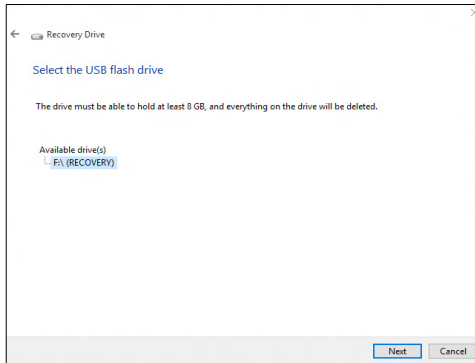 Recovery Drive
Select the USB flash drive
The drive must be able to hold at least 8 GB, and everything on the drive will be deleted.
Available drive(s)
F:\ (RECOVERY)
Next Cancel